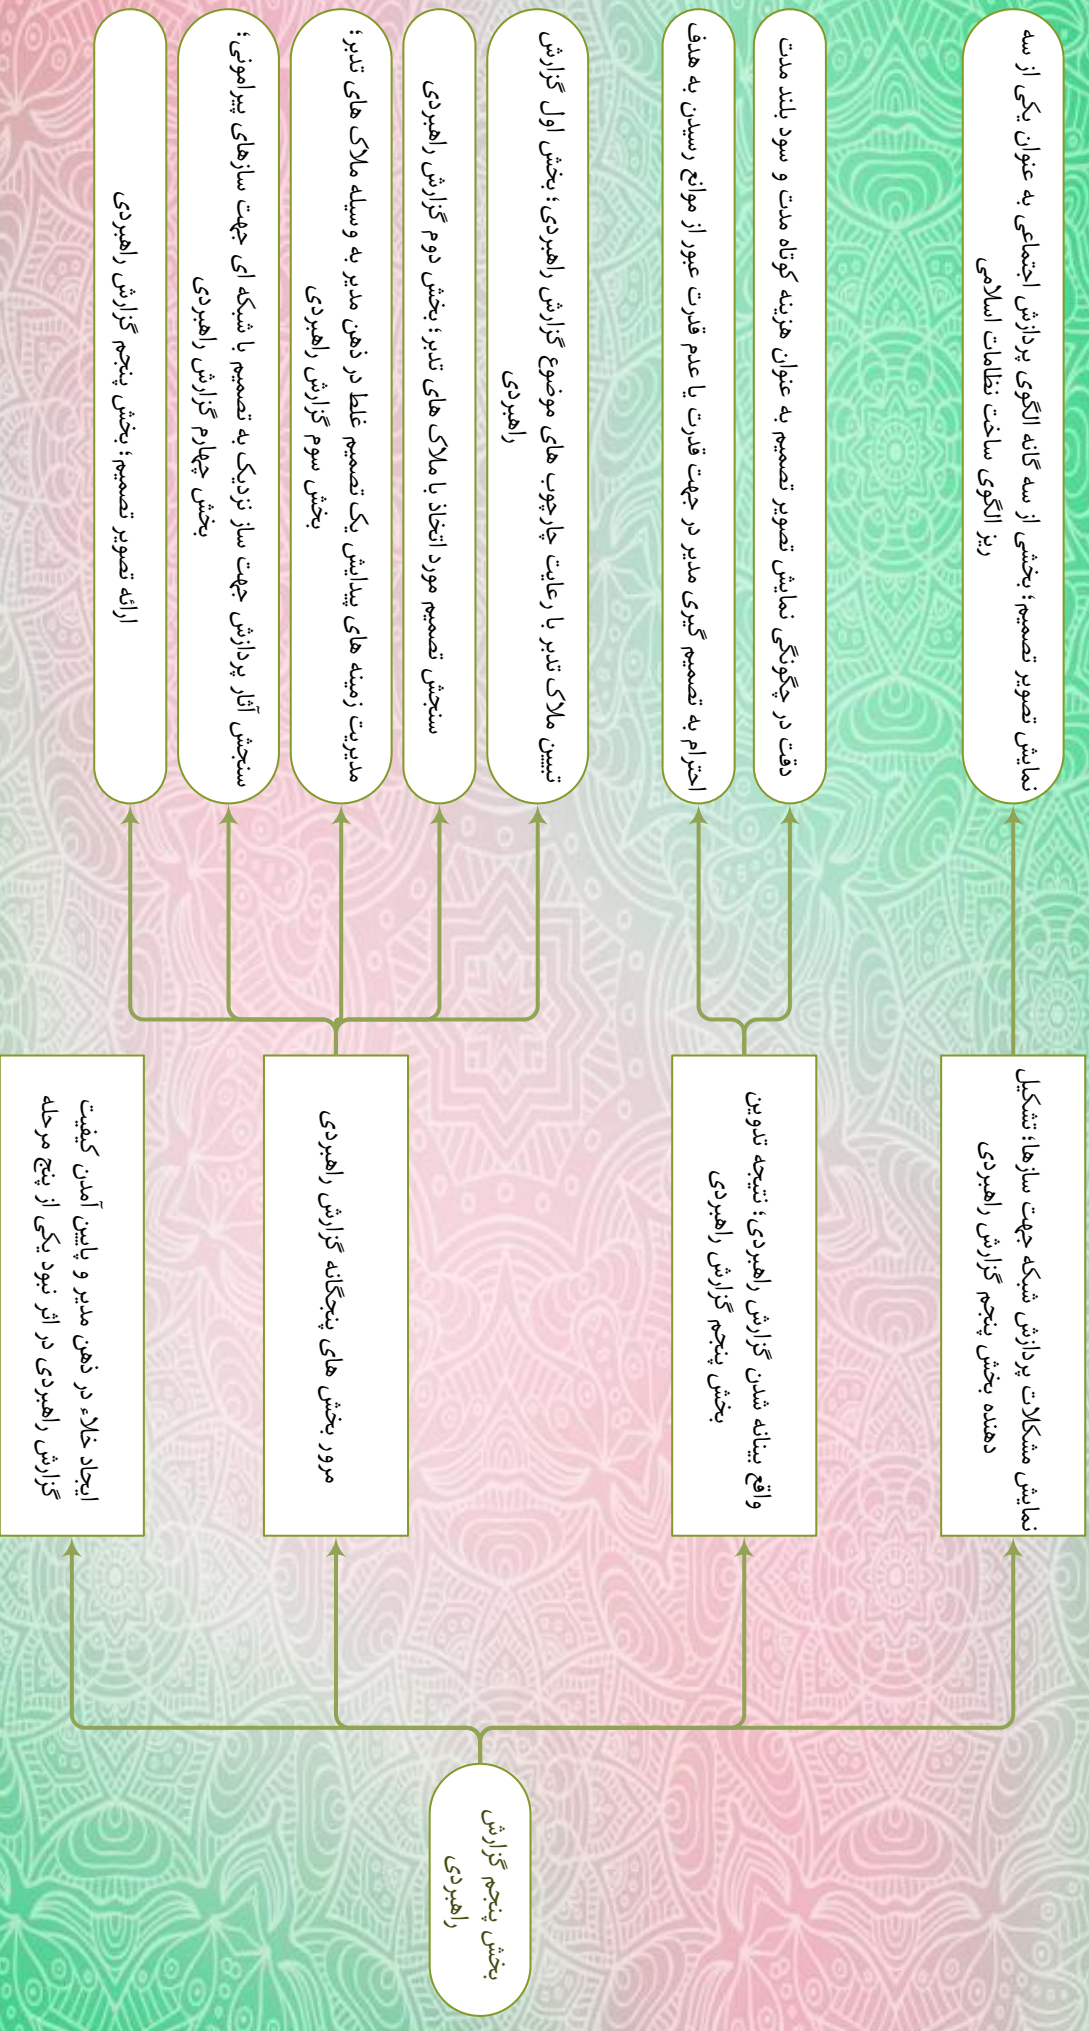 بخش پنجم گزارش
راهبردی
نمایش مشکلات پردازش شبکه جهت سازها؛ تشکیل
دهنده بخش پنجم گزارش راهبردی
نمایش تصویر تصمیم؛ بخشی از سه گانه الگوی پردازش اجتماعی به عنوان یکی از سه
ریز الگوی ساخت نظامات اسلامی
واقع بینانه شدن گزارش راهبردی؛ نتیجه تدوین
بخش پنجم گزارش راهبردی
دقت در چگونگی نمایش تصویر تصمیم به عنوان هزینه کوتاه مدت و سود بلند مدت
احترام به تصمیم گیری مدیر در جهت قدرت یا عدم قدرت عبور از موانع رسیدن به هدف
مرور بخش های پنجگانه گزارش راهبردی
تبیین ملاک تدبر با رعایت چارچوب های موضوع گزارش راهبردی؛ بخش اول گزارش
راهبردی
سنجش تصمیم مورد اتخاذ با ملاک های تدبر؛ بخش دوم گزارش راهبردی
مدیریت زمینه های پیدایش یک تصمیم غلط در ذهن مدیر به وسیله ملاک های تدبر؛
بخش سوم گزارش راهبردی
سنجش آثار پردازش جهت ساز نزدیک به تصمیم با شبکه ای جهت سازهای پیرامونی؛
بخش چهارم گزارش راهبردی
ارائه تصویر تصمیم؛ بخش پنجم گزارش راهبردی
ایجاد خلاء در ذهن مدیر و پایین آمدن کیفیت
گزارش راهبردی در اثر نبود یکی از پنج مرحله